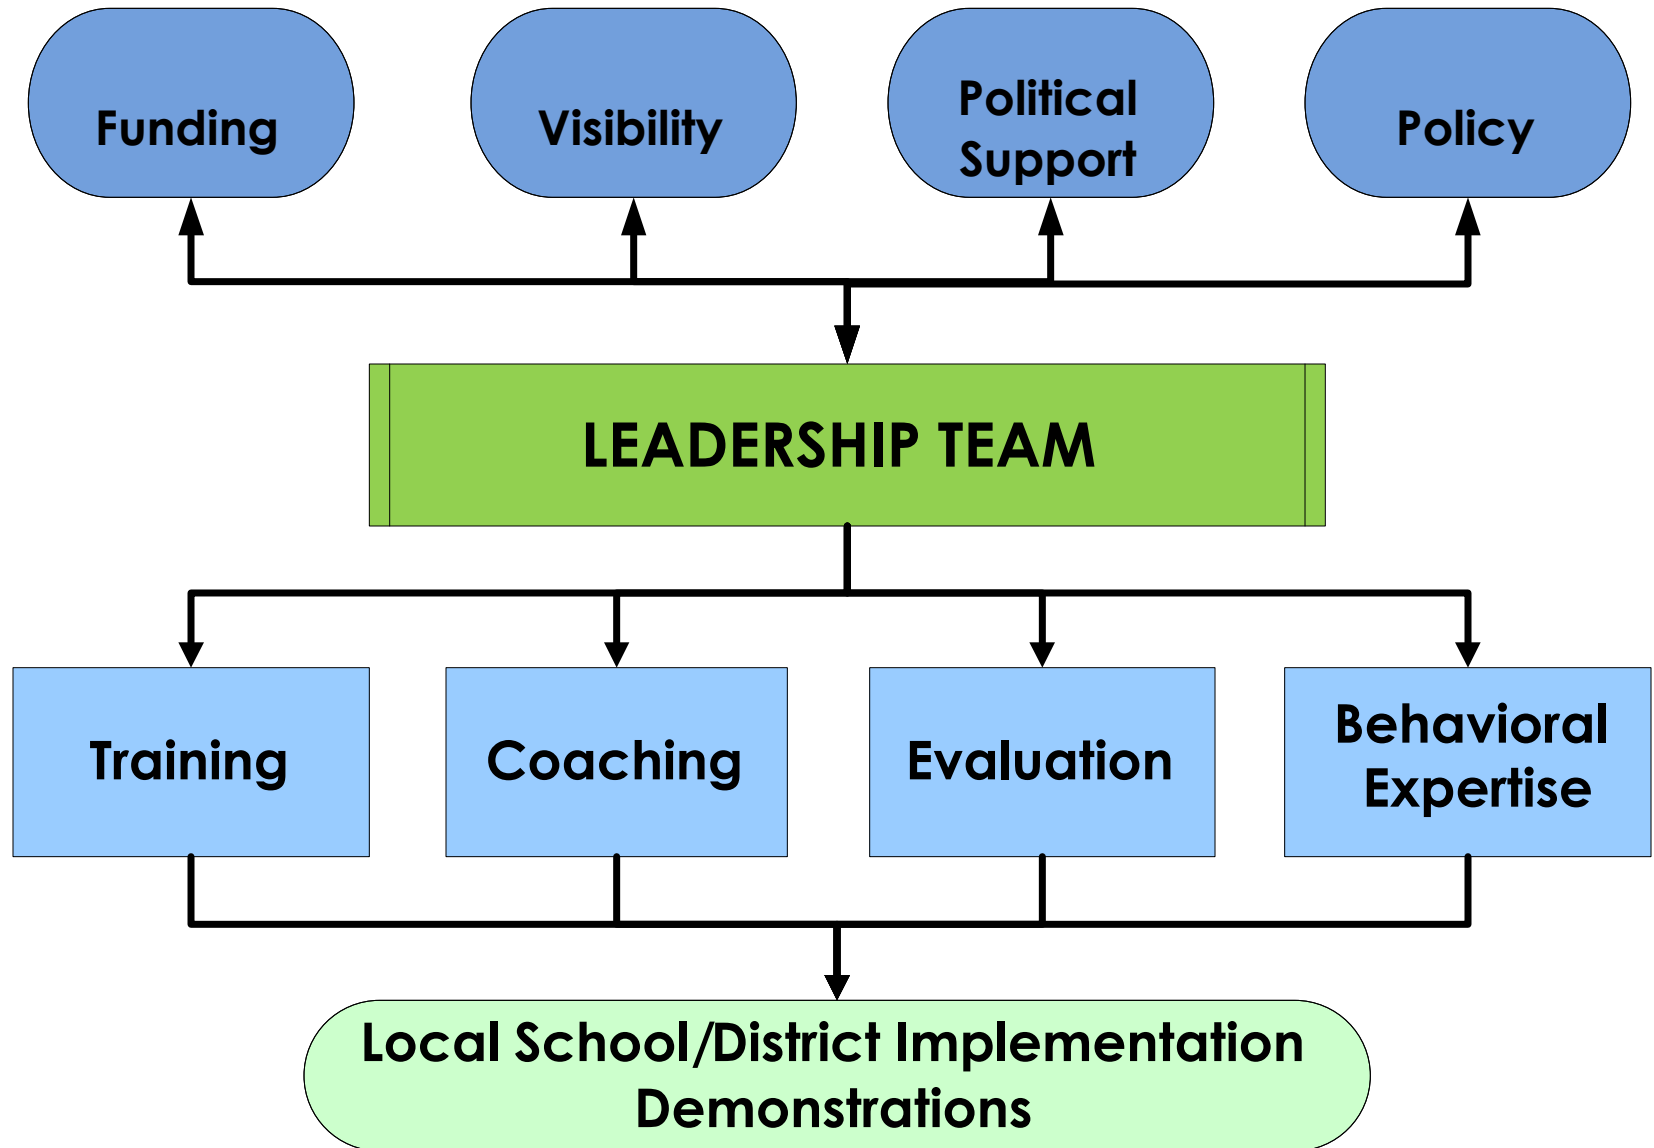 Funding
Visibility
Political
Support
Policy
LEADERSHIP TEAM
Training
Coaching
Evaluation
Behavioral
Expertise
Local School/District Implementation
Demonstrations